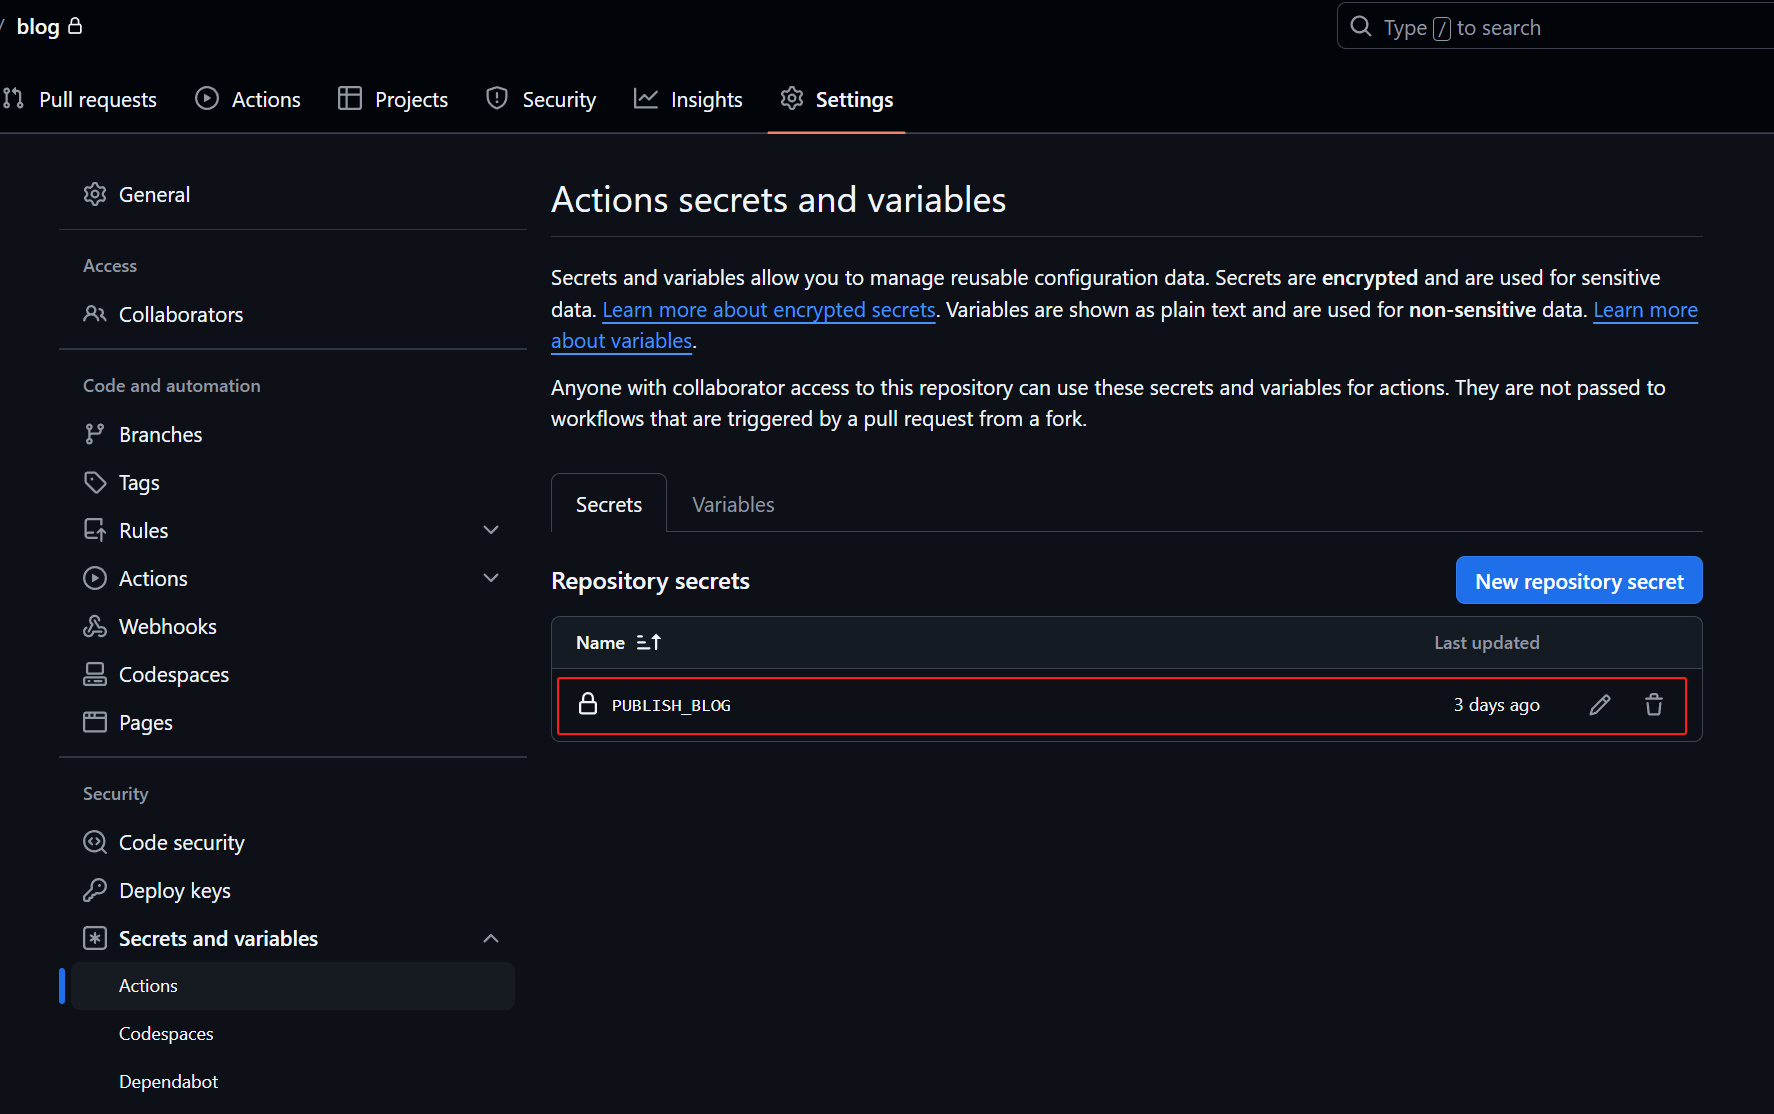 / blog
Type / to search
Pull requests Actions Projects Security Insights Settings
General
Access
Collaborators
Code and automation
Branches
Tags
Rules
Actions
Webhooks
Codespaces
Pages
Security
Code security
Deploy keys
Secrets and variables
Actions
Codespaces
Dependabot
Actions secrets and variables
Secrets and variables allow you to manage reusable configuration data. Secrets are encrypted and are used for sensitive
data. Learn more about encrypted secrets. Variables are shown as plain text and are used for non-sensitive data. Learn more
about variables.
Anyone with collaborator access to this repository can use these secrets and variables for actions. They are not passed to
workflows that are triggered by a pull request from a fork.
Secrets Variables
Repository secrets New repository secret
Name Last updated
PUBLISH_BLOG 3 days ago